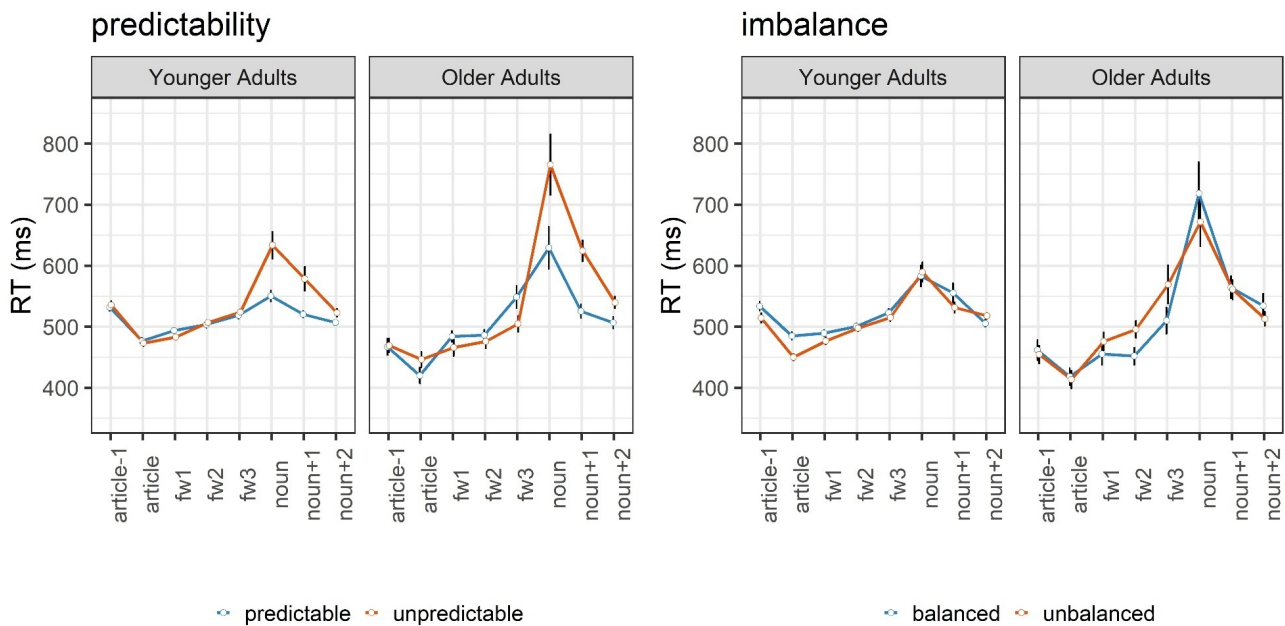 predictability
Younger Adults
Older Adults
RT (ms)
800
700
600
500
400
article-1
article
fw1
fw2
fw3
noun
noun+1
noun+2
article-1
article
fw1
fw2
fw3
noun
noun+1
noun+2
predictable
unpredictable
imbalance
Younger Adults
Older Adults
RT (ms)
800
700
600
500
400
article-1
article
fw1
fw2
fw3
noun
noun+1
noun+2
article-1
article
fw1
fw2
fw3
noun
noun+1
noun+2
balanced
unbalanced